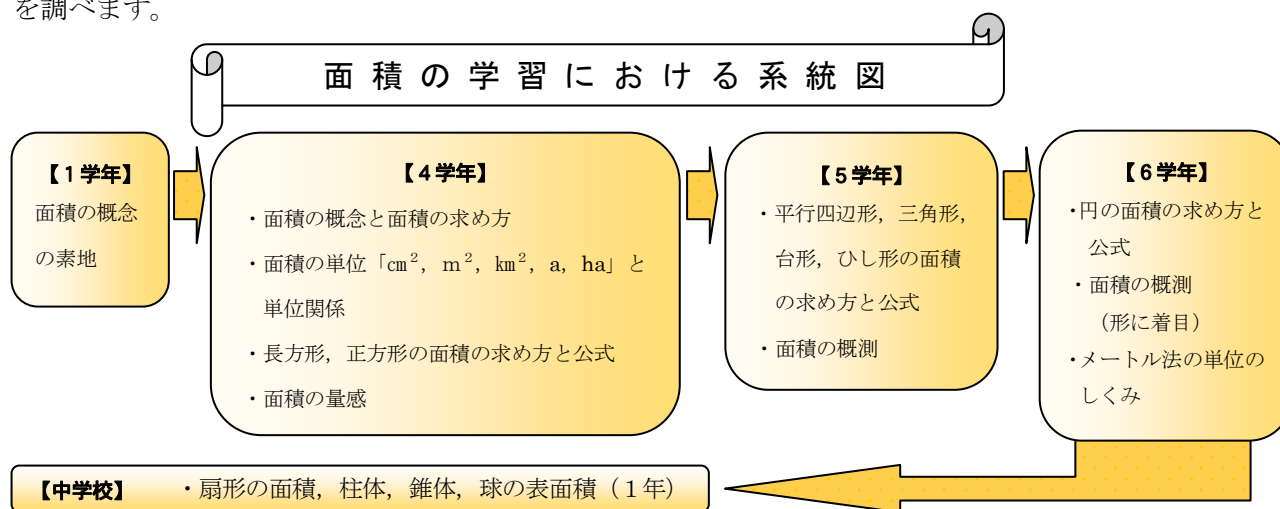 を調べます。
面積の学習における系統図
【1学年】
面積の概念
の素地
【4学年】
・面積の概念と面積の求め方
・面積の単位「㎝²，ｍ²，㎞²，a，ha」と
単位関係
・長方形，正方形の面積の求め方と公式
・面積の量感
【5学年】
・平行四辺形，三角形，
台形，ひし形の面積
の求め方と公式
・面積の概測
【6学年】
・円の面積の求め方と
公式
・面積の概測
（形に着目）
・メートル法の単位の
しくみ
【中学校】 ・扇形の面積，柱体，錐体，球の表面積（１年）